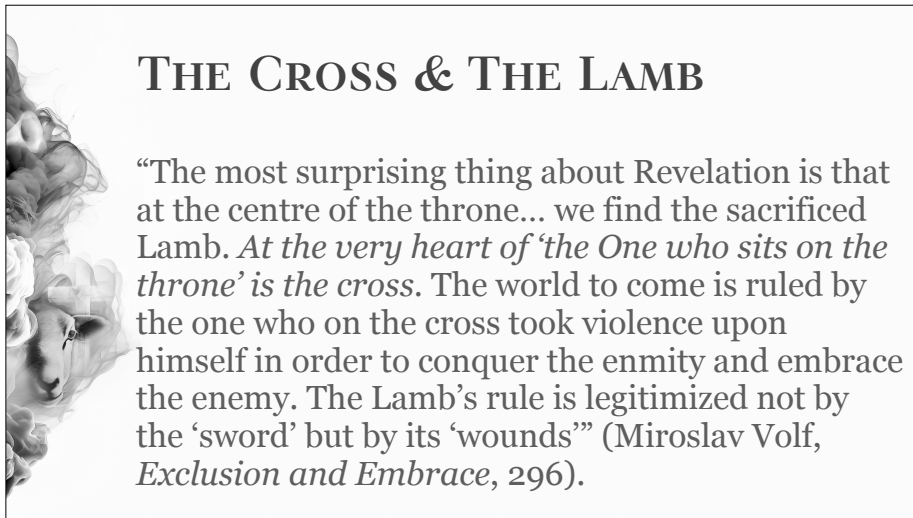 THE CROSS & THE LAMB
“The most surprising thing about Revelation is that
at the centre of the throne... we find the sacrificed
Lamb. At the very heart of ‘the One who sits on the
throne’ is the cross. The world to come is ruled by
the one who on the cross took violence upon
himself in order to conquer the enmity and embrace
the enemy. The Lamb’s rule is legitimized not by
the ‘sword’ but by its ‘wounds’” (Miroslav Volf,
Exclusion and Embrace, 296).